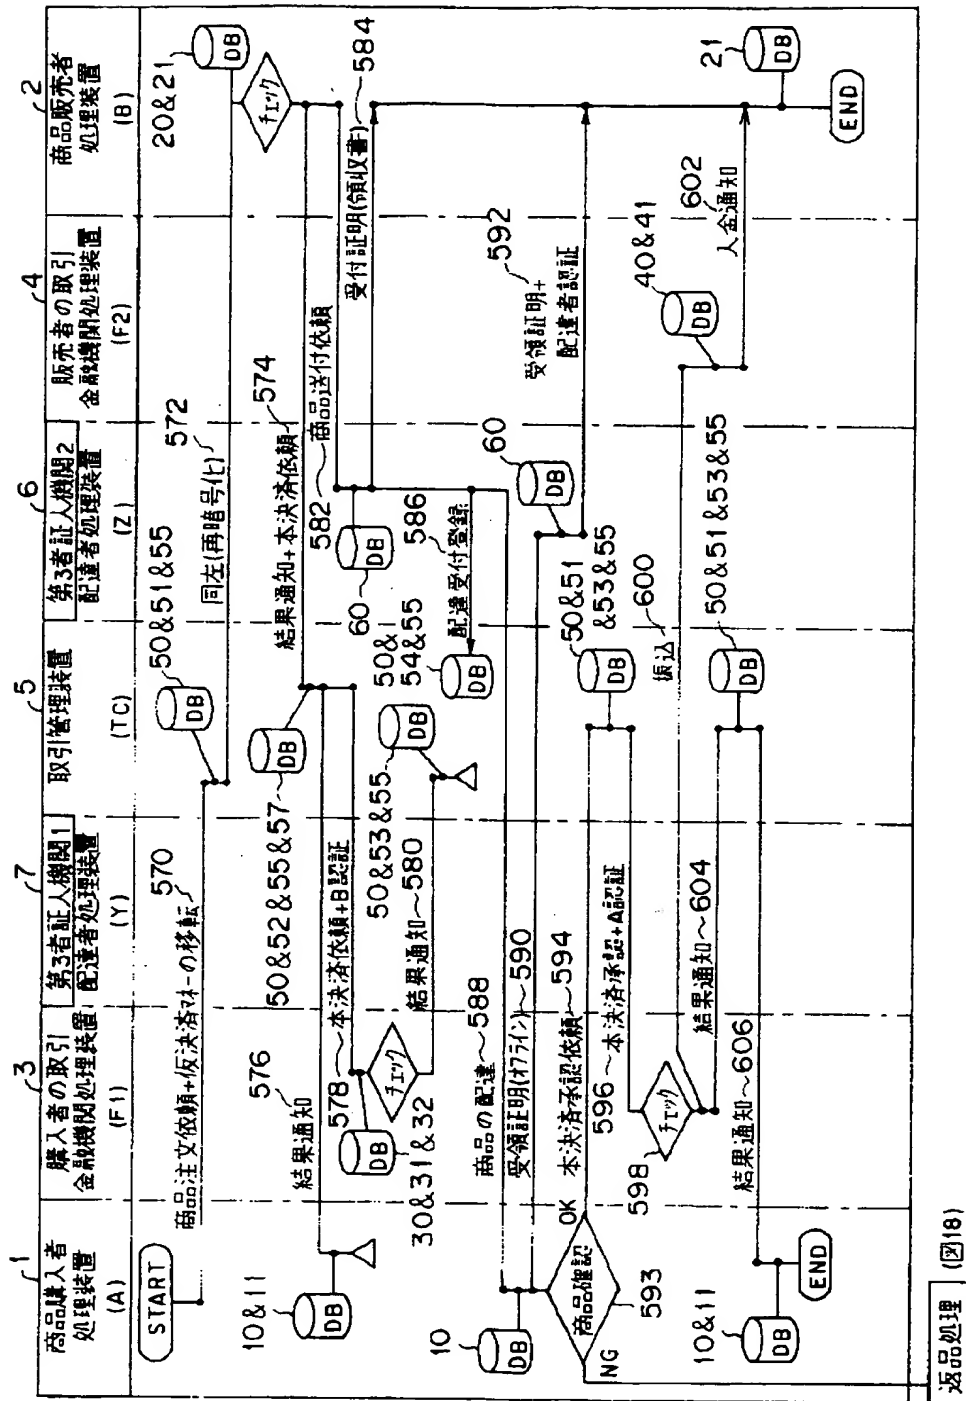 1
商品購入者
処理装置
(A)
3
購入者の取引
金融機関処理装置
(F1)
7
第3者証人機関1
配達者処理装置
(Y)
5
取引管理装置
(TC)
6
第3者証人機関2
配達者処理装置
(Z)
4
販売者の取引
金融機関処理装置
(F2)
2
商品販売者
処理装置
(B)
START
商品注文依頼+仮決済マネーの移転
570
DB
50&51&55
同左(再暗号化)
572
DB
20&21
チェック
結果通知+本決済依頼
574
DB
50&52&55&57
結果通知
576
DB
10&11
578~本決済依頼+B認証
DB
30&31&32
チェック
結果通知~580
DB
50&53&55
582
商品送付依頼
DB
60
受付証明(領収書)
584
配達受付登録
586
DB
50&
54&55
商品の配達~588
DB
10
受領証明(オフライン)~590
DB
60
受領証明+
配達者認証
592
商品確認
593
OK
NG
本決済承認依頼~594
DB
50&51
&53&55
596~本決済承認+A認証
チェック
598
振込
600
DB
40&41
入金通知
602
DB
21
END
結果通知~604
DB
50&51&53&55
結果通知~606
DB
10&11
END
返品処理
(図18)